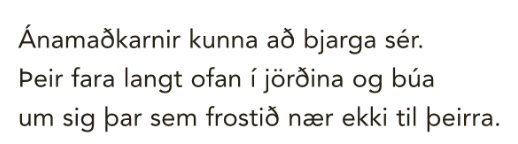 Ánamaðkarnir kunna að bjarga sér.
Þeir fara langt ofan í jörðina og búa
um sig þar sem frostið nær ekki til þeirra.